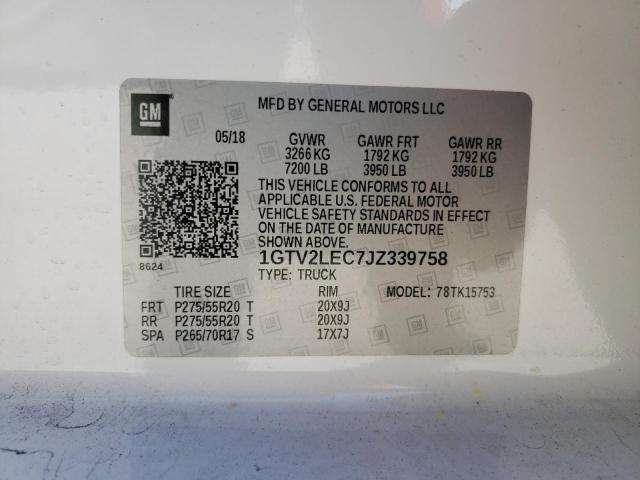 GM
MFD BY GENERAL MOTORS LLC
05/18 GVWR GAWR FRT GAWR RR
3266 KG 1792 KG 1792 KG
7200 LB 3950 LB 3950 LB
THIS VEHICLE CONFORMS TO ALL
APPLICABLE U.S. FEDERAL MOTOR
VEHICLE SAFETY STANDARDS IN EFFECT
ON THE DATE OF MANUFACTURE
SHOWN ABOVE.
8624
1GTV2LEC7JZ339758
TYPE: TRUCK
TIRE SIZE RIM MODEL: 78TK15753
FRT P275/55R20 T 20X9J
RR P275/55R20 T 20X9J
SPA P265/70R17 S 17X7J